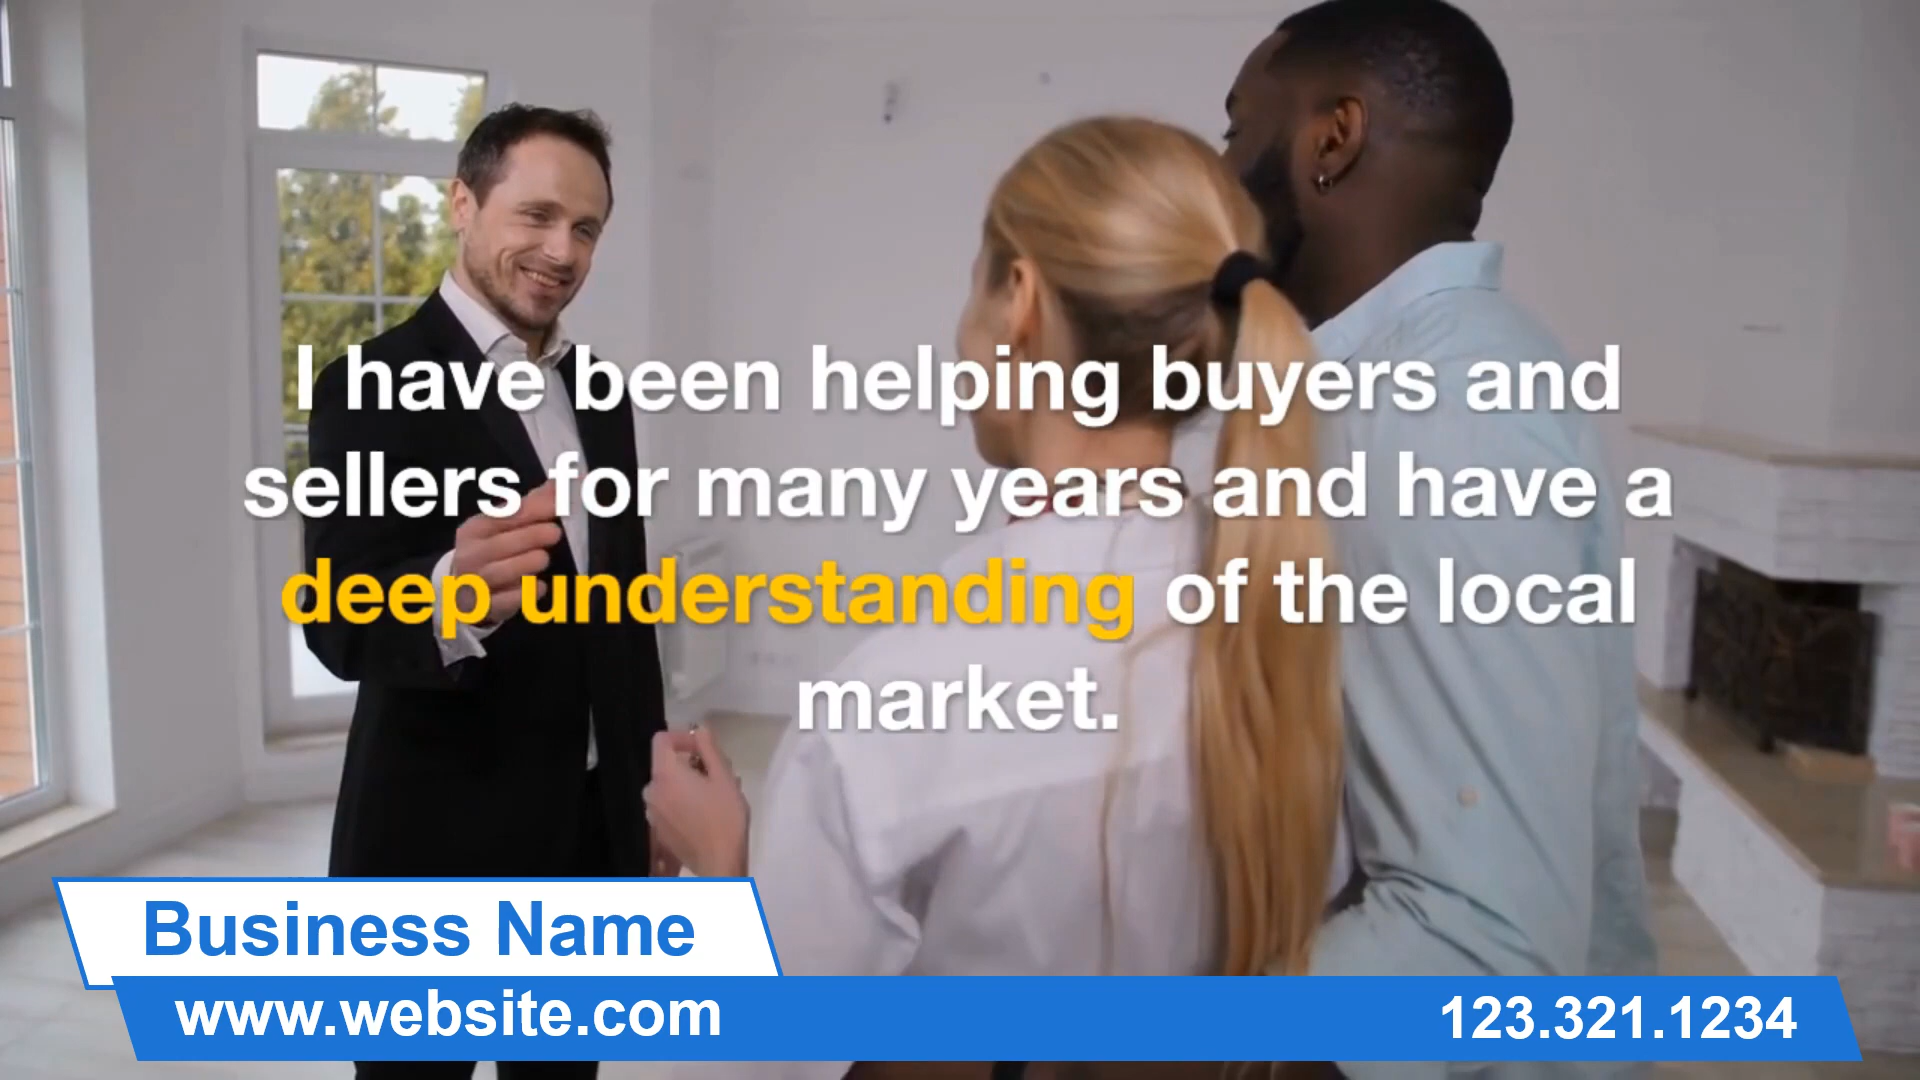 I have been helping buyers and
sellers for many years and have a
deep understanding of the local
market.
Business Name
www.website.com
123.321.1234